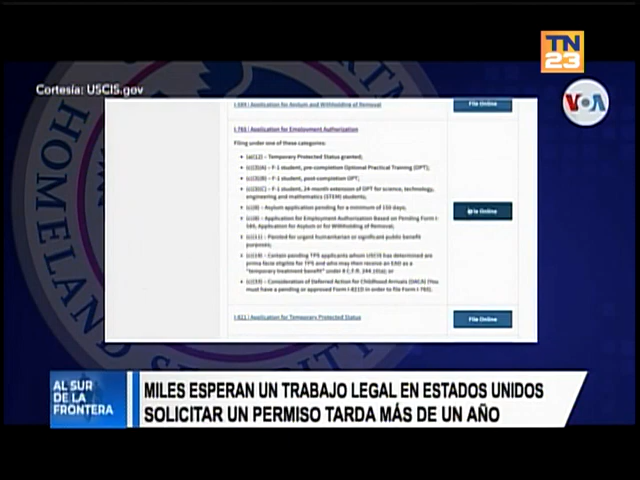 TN
23
Cortesía: USCIS.gov
VOA
I-589 | Application for Asylum and Withholding of Removal
File Online
I-765 | Application for Employment Authorization
Filing under one of these categories:
• (a)(12) – Temporary Protected Status granted;
• (c)(3)(A) – F-1 student, pre-completion Optional Practical Training (OPT);
• (c)(3)(B) – F-1 student, post-completion OPT;
• (c)(3)(C) – F-1 student, 24-month extension of OPT for science, technology,
engineering and mathematics (STEM) students;
• (c)(8) – Asylum application pending for a minimum of 150 days;
File Online
• (c)(8) – Application for Employment Authorization Based on Pending Form I-
589, Application for Asylum or for Withholding of Removal;
• (c)(11) – Paroled for urgent humanitarian or significant public benefit
purposes;
• (c)(19) – Certain pending TPS applicants whom USCIS has determined are
prima facie eligible for TPS and who may then receive an EAD as a
"temporary treatment benefit" under 8 C.F.R. 244.10(a); or
• (c)(33) – Consideration of Deferred Action for Childhood Arrivals (DACA) (You
must have a pending or approved Form I-821D in order to file Form I-765).
I-821 | Application for Temporary Protected Status
File Online
HOMELAND SECURITY
AL SUR
DE LA
FRONTERA
MILES ESPERAN UN TRABAJO LEGAL EN ESTADOS UNIDOS
SOLICITAR UN PERMISO TARDA MÁS DE UN AÑO